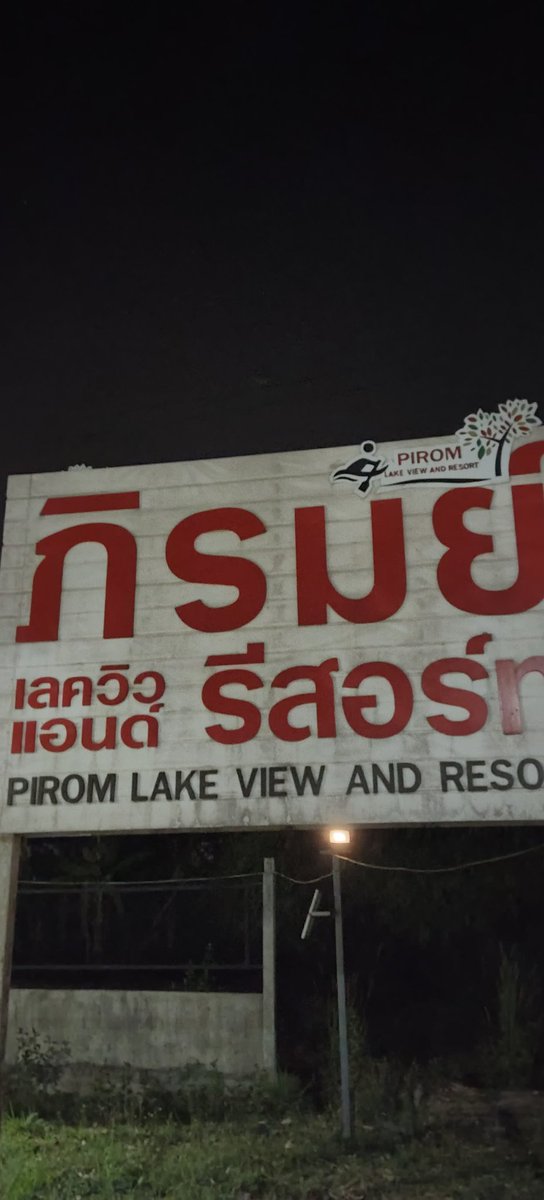 PIROM
LAKE VIEW AND RESORT
ภิรมย์
เลควิว
แอนด์
รีสอร์ท
PIROM LAKE VIEW AND RESO